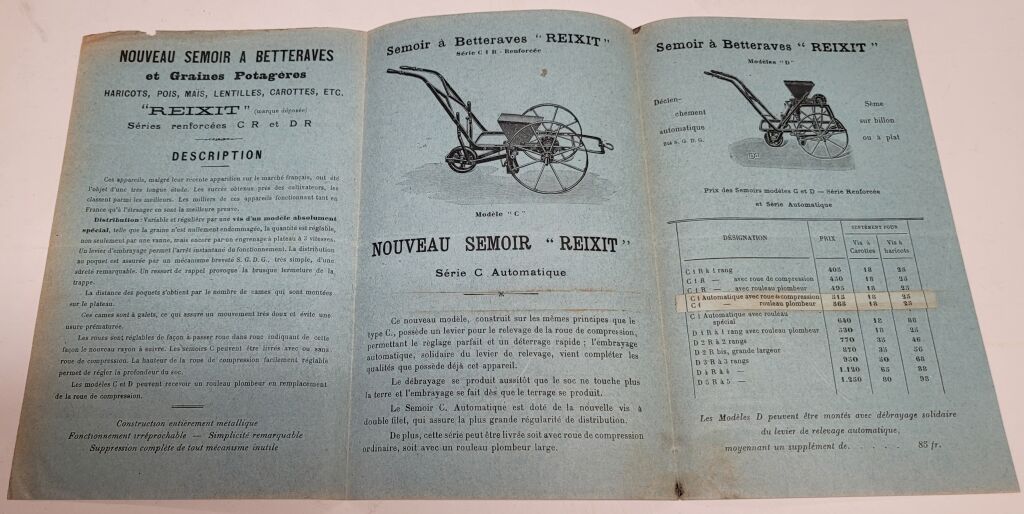 NOUVEAU SEMOIR A BETTERAVES
et Graines Potagères
HARICOTS, POIS, MAÏS, LENTILLES, CAROTTES, ETC.
"REIXIT" (marque déposée)
Séries renforcées C R et D R
DESCRIPTION
Ces appareils, malgré leur récente apparition sur le marché français, ont été
l'objet d'une très longue étude. Les succès obtenus près des cultivateurs, les
classent parmi les meilleurs. Les milliers de ces appareils fonctionnant tant en
France qu'à l'étranger en sont la meilleure preuve.
Distribution: Variable et régulière par une vis d'un modèle absolument
spécial, telle que la graine n'est nullement endommagée, la quantité est réglable,
non seulement par une vanne, mais encore par un engrenage à plateau à 3 vitesses.
Un levier d'embrayage permet l'arrêt instantané du fonctionnement. La distribution
au poquet est assurée par un mécanisme breveté S. G. D. G., très simple, d'une
sûreté remarquable. Un ressort de rappel provoque la brusque fermeture de la
trappe.
La distance des poquets s'obtient par le nombre de cames qui sont montées
sur le plateau.
Ces cames sont à galets, ce qui assure un mouvement très doux et évite une
usure prématurée.
Les roues sont réglables de façon à passer roue dans roue indiquant de cette
façon le nouveau rayon à suivre. Les semoirs C peuvent être livrés avec ou sans
roue de compression. La hauteur de la roue de compression facilement réglable
permet de régler la profondeur du soc.
Les modèles C et D peuvent recevoir un rouleau plombeur en remplacement
de la roue de compression.
Construction entièrement métallique
Fonctionnement irréprochable — Simplicité remarquable
Suppression complète de tout mécanisme inutile
Semoir à Betteraves "REIXIT"
Série C I R - Renforcée
Modèle "C"
NOUVEAU SEMOIR "REIXIT"
Série C Automatique
Ce nouveau modèle, construit sur les mêmes principes que le
type C., possède un levier pour le relevage de la roue de compression,
permettant le réglage parfait et un déterrage rapide ; l'embrayage
automatique, solidaire du levier de relevage, vient compléter les
qualités que possède déjà cet appareil.
Le débrayage se produit aussitôt que le soc ne touche plus
la terre et l'embrayage se fait dès que le terrage se produit.
Le Semoir C. Automatique est doté de la nouvelle vis à
double filet, qui assure la plus grande régularité de distribution.
De plus, cette série peut être livrée soit avec roue de compression
ordinaire, soit avec un rouleau plombeur large.
Semoir à Betteraves "REIXIT"
Modèles "D"
Déclen-
chement
automatique
Bté S. G. D. G.
Sème
sur billon
ou à plat
Prix des Semoirs modèles C et D — Série Renforcée
et Série Automatique
DÉSIGNATION PRIX SUPPLÉMENT POUR
Vis à Carottes Vis à haricots
C I R à 1 rang 405 18 25
C I R — avec roue de compression 450 18 25
C I R — avec rouleau plombeur 495 18 25
C I Automatique avec roue de compression 513 18 25
C I — rouleau plombeur 563 18 25
C I Automatique avec rouleau
spécial 640 18
D I R à 1 rang avec rouleau plombeur 530 18 25
D 2 R à 2 rangs 770 35 46
D 2 R bis, grande largeur 870 35 56
D 3 R à 3 rangs 950 50 68
D 4 R à 4 — 1.120 65 88
D 5 R à 5 — 1.250 80 98
Les Modèles D peuvent être montés avec débrayage solidaire
du levier de relevage automatique,
moyennant un supplément de . . . . . . 85 fr.